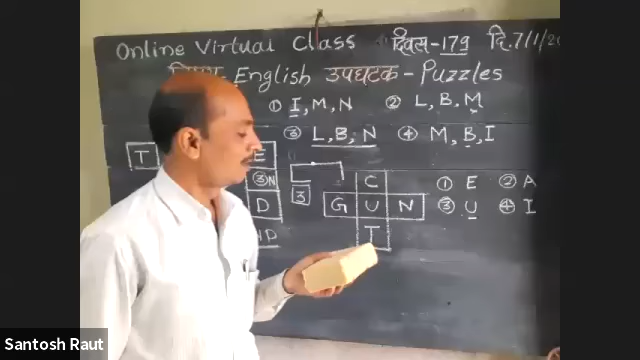 Online Virtual Class दिवस-179 दि.7/1/20
English उपघटक-Puzzles
① I, M, N ② L, B, M
③ L, B, N ④ M, B, I
T E
③N
D
ND
3
C
G U N
T
① E ② A
③ U ④ I
Santosh Raut